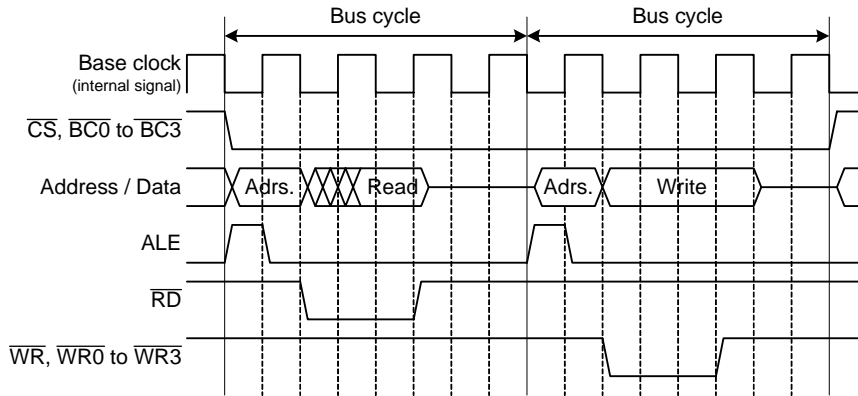 Bus cycle Bus cycle
Base clock
(internal signal)
CS, BC0 to BC3
Address / Data Adrs. Read Adrs. Write
ALE
RD
WR, WR0 to WR3